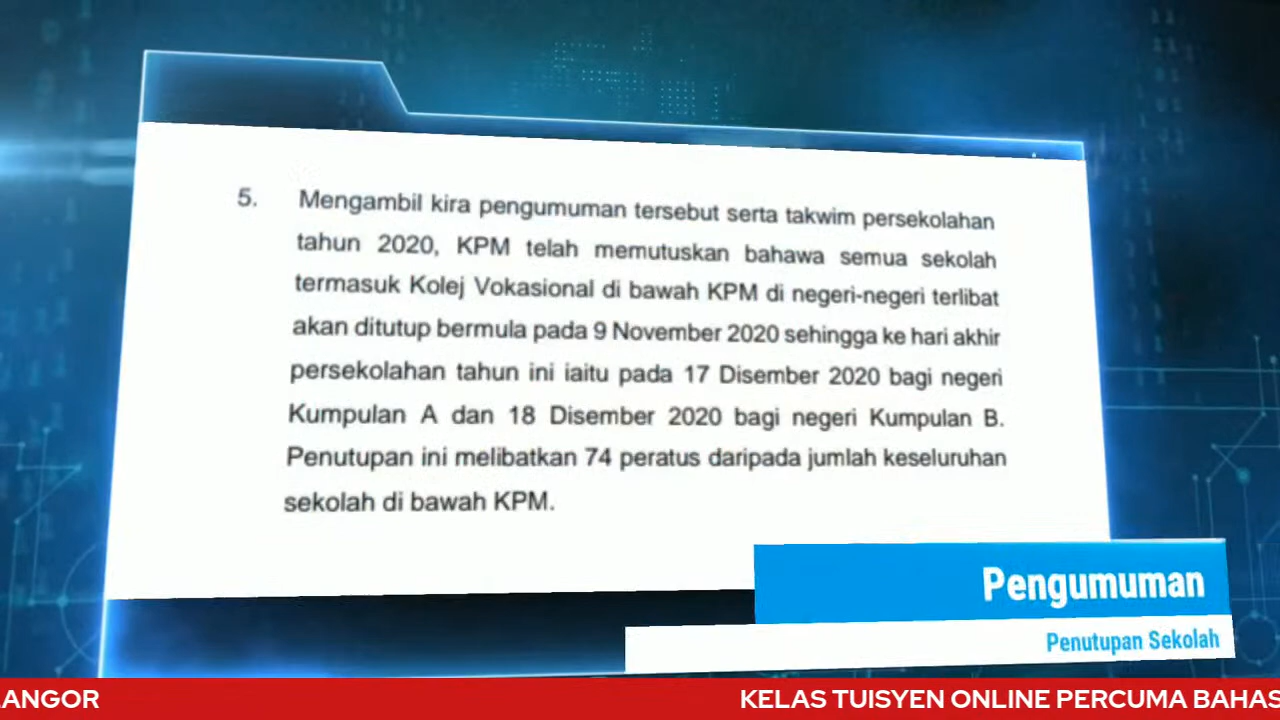 5. Mengambil kira pengumuman tersebut serta takwim persekolahan
tahun 2020, KPM telah memutuskan bahawa semua sekolah
termasuk Kolej Vokasional di bawah KPM di negeri-negeri terlibat
akan ditutup bermula pada 9 November 2020 sehingga ke hari akhir
persekolahan tahun ini iaitu pada 17 Disember 2020 bagi negeri
Kumpulan A dan 18 Disember 2020 bagi negeri Kumpulan B.
Penutupan ini melibatkan 74 peratus daripada jumlah keseluruhan
sekolah di bawah KPM.
Pengumuman
Penutupan Sekolah
KELAS TUISYEN ONLINE PERCUMA